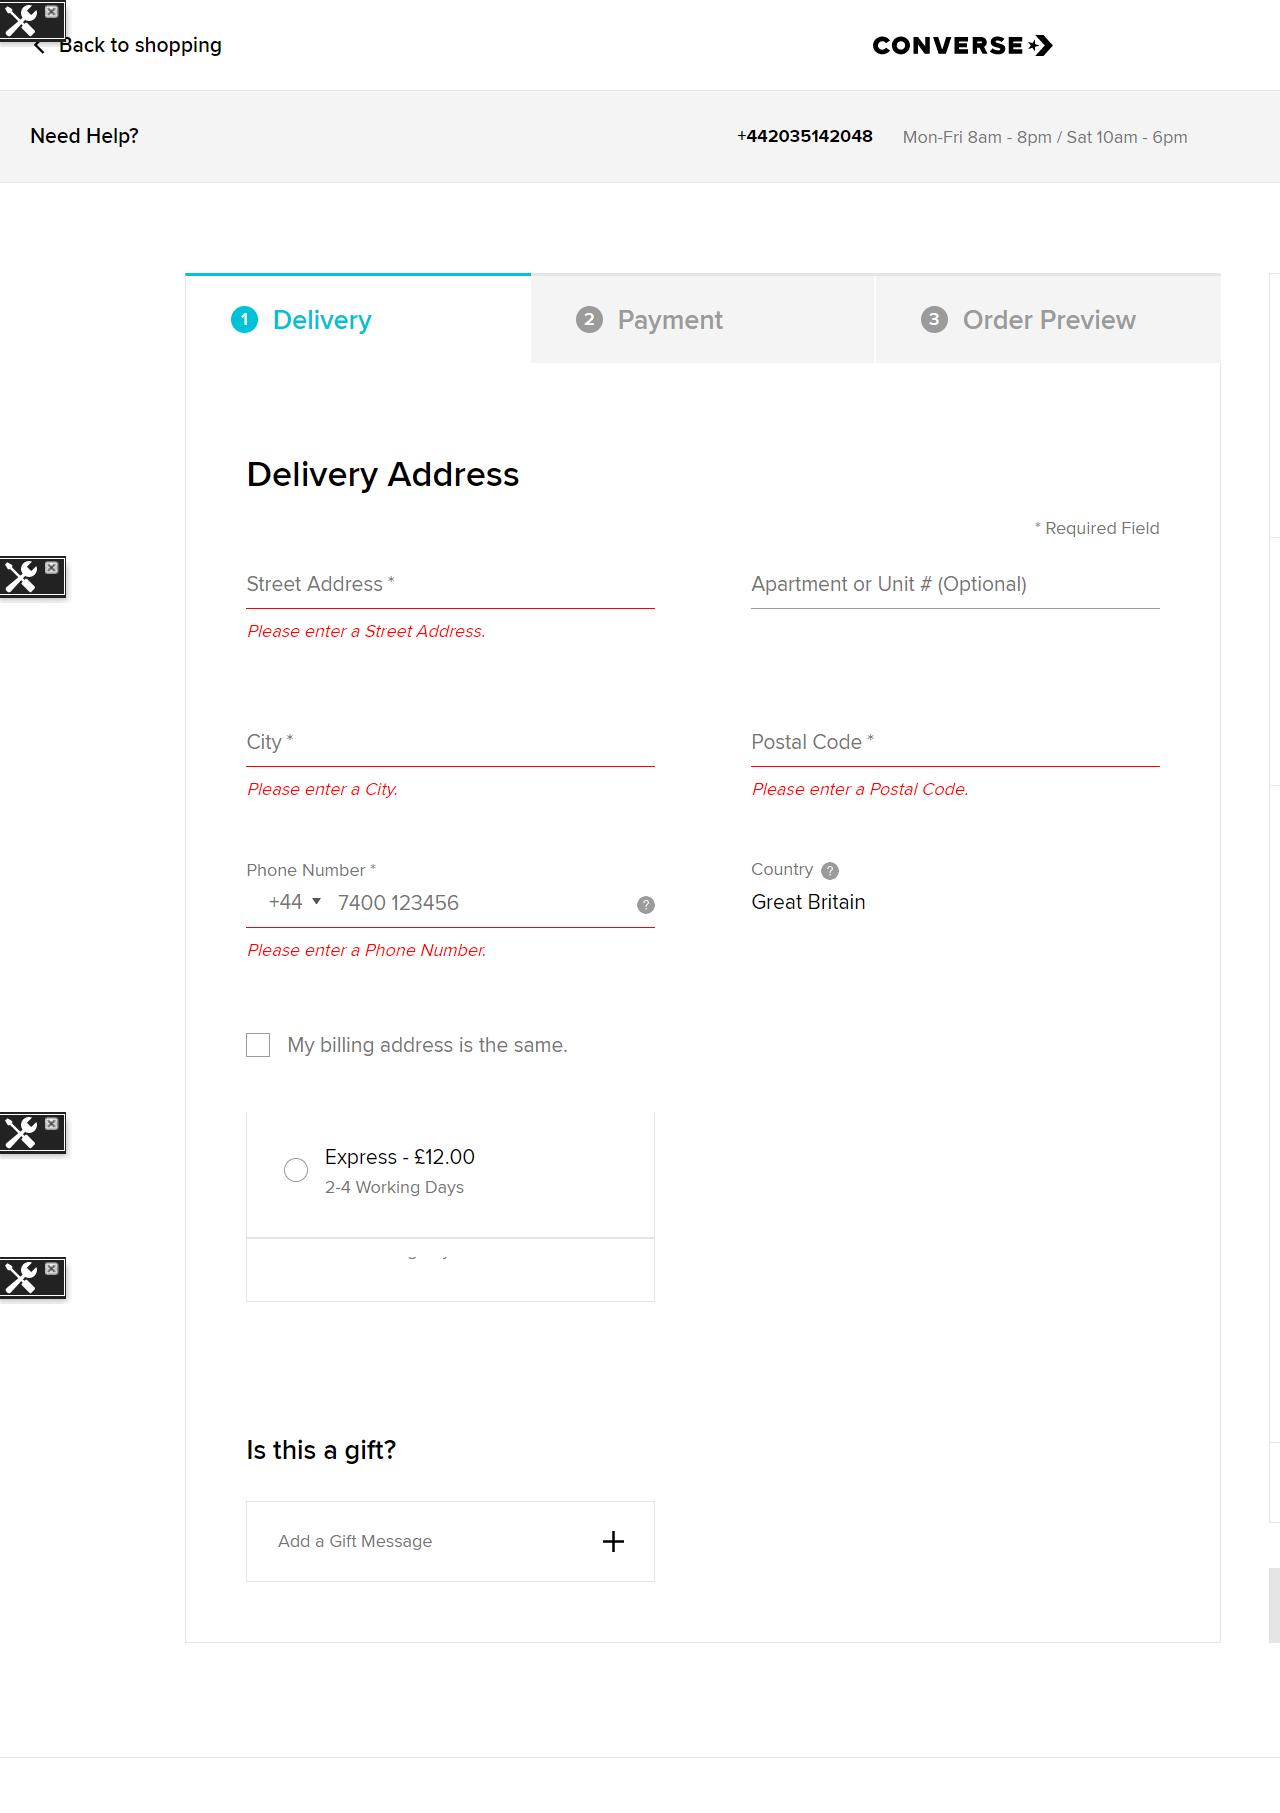 Back to shopping
CONVERSE
Need Help?
+442035142048 Mon-Fri 8am - 8pm / Sat 10am - 6pm
1 Delivery
2 Payment
3 Order Preview
Delivery Address
* Required Field
Street Address *
Apartment or Unit # (Optional)
Please enter a Street Address.
City *
Postal Code *
Please enter a City.
Please enter a Postal Code.
Phone Number *
Country ?
+44 7400 123456 ?
Great Britain
Please enter a Phone Number.
My billing address is the same.
Express - £12.00
2-4 Working Days
Is this a gift?
Add a Gift Message